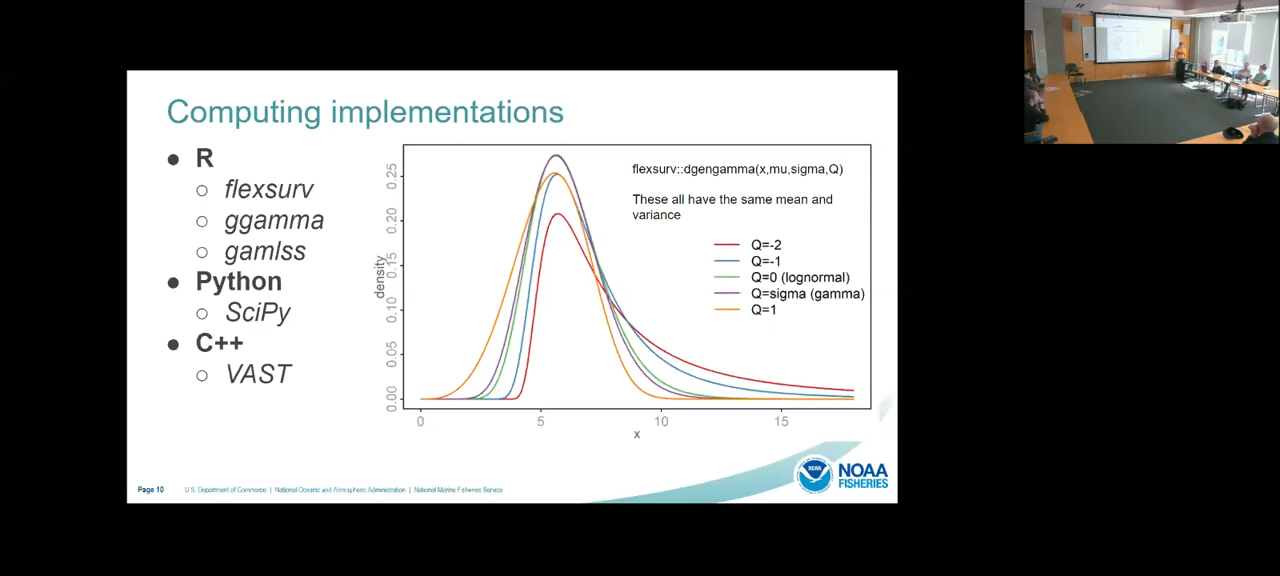 Computing implementations
● R
○ flexsurv
○ ggamma
○ gamlss
● Python
○ SciPy
● C++
○ VAST
flexsurv::dgengamma(x,mu,sigma,Q)
These all have the same mean and
variance
Q=-2
Q=-1
Q=0 (lognormal)
Q=sigma (gamma)
Q=1
density
0.25
0.20
0.15
0.10
0.05
0.00
0 5 10 15
x
NOAA
NOAA
FISHERIES
Page 10 U.S. Department of Commerce | National Oceanic and Atmospheric Administration | National Marine Fisheries Service